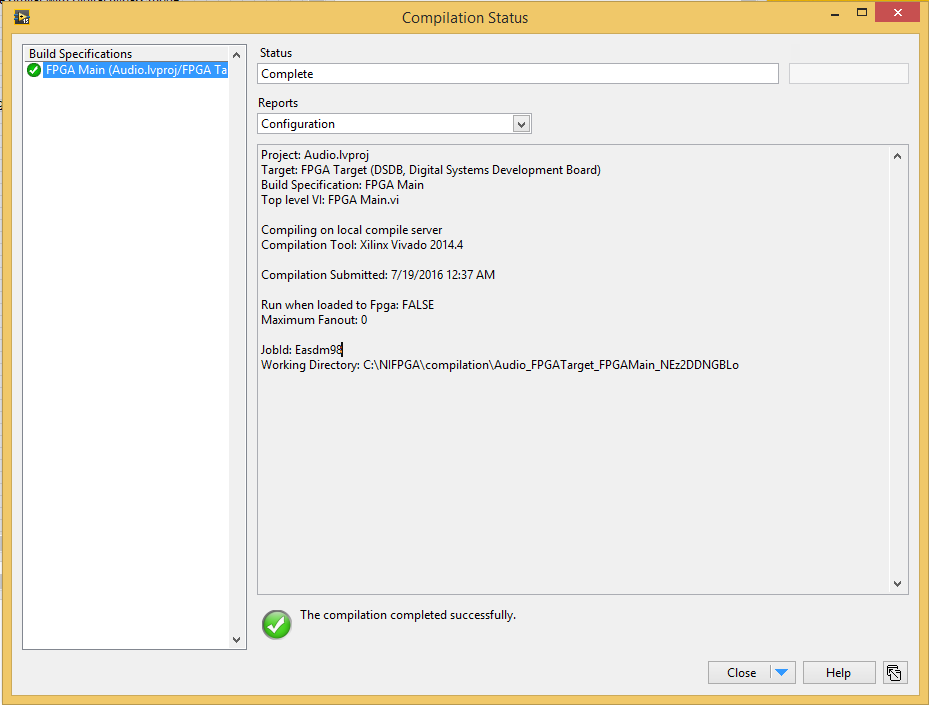 Compilation Status
Build Specifications
FPGA Main (Audio.lvproj/FPGA Ta
Status
Complete
Reports
Configuration
Project: Audio.lvproj
Target: FPGA Target (DSDB, Digital Systems Development Board)
Build Specification: FPGA Main
Top level VI: FPGA Main.vi
Compiling on local compile server
Compilation Tool: Xilinx Vivado 2014.4
Compilation Submitted: 7/19/2016 12:37 AM
Run when loaded to Fpga: FALSE
Maximum Fanout: 0
JobId: Easdm98
Working Directory: C:\NIFPGA\compilation\Audio_FPGATarget_FPGAMain_NEz2DDNGBLo
The compilation completed successfully.
Close
Help